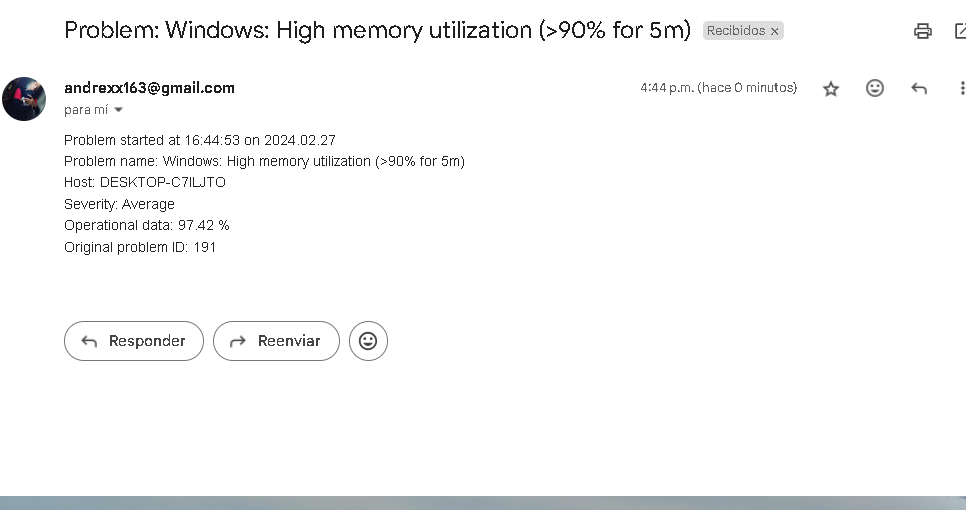 Problem: Windows: High memory utilization (>90% for 5m) Recibidos ×
andrexx163@gmail.com 4:44 p.m. (hace 0 minutos)
para mí
Problem started at 16:44:53 on 2024.02.27
Problem name: Windows: High memory utilization (>90% for 5m)
Host: DESKTOP-C7ILJTO
Severity: Average
Operational data: 97.42 %
Original problem ID: 191
Responder Reenviar